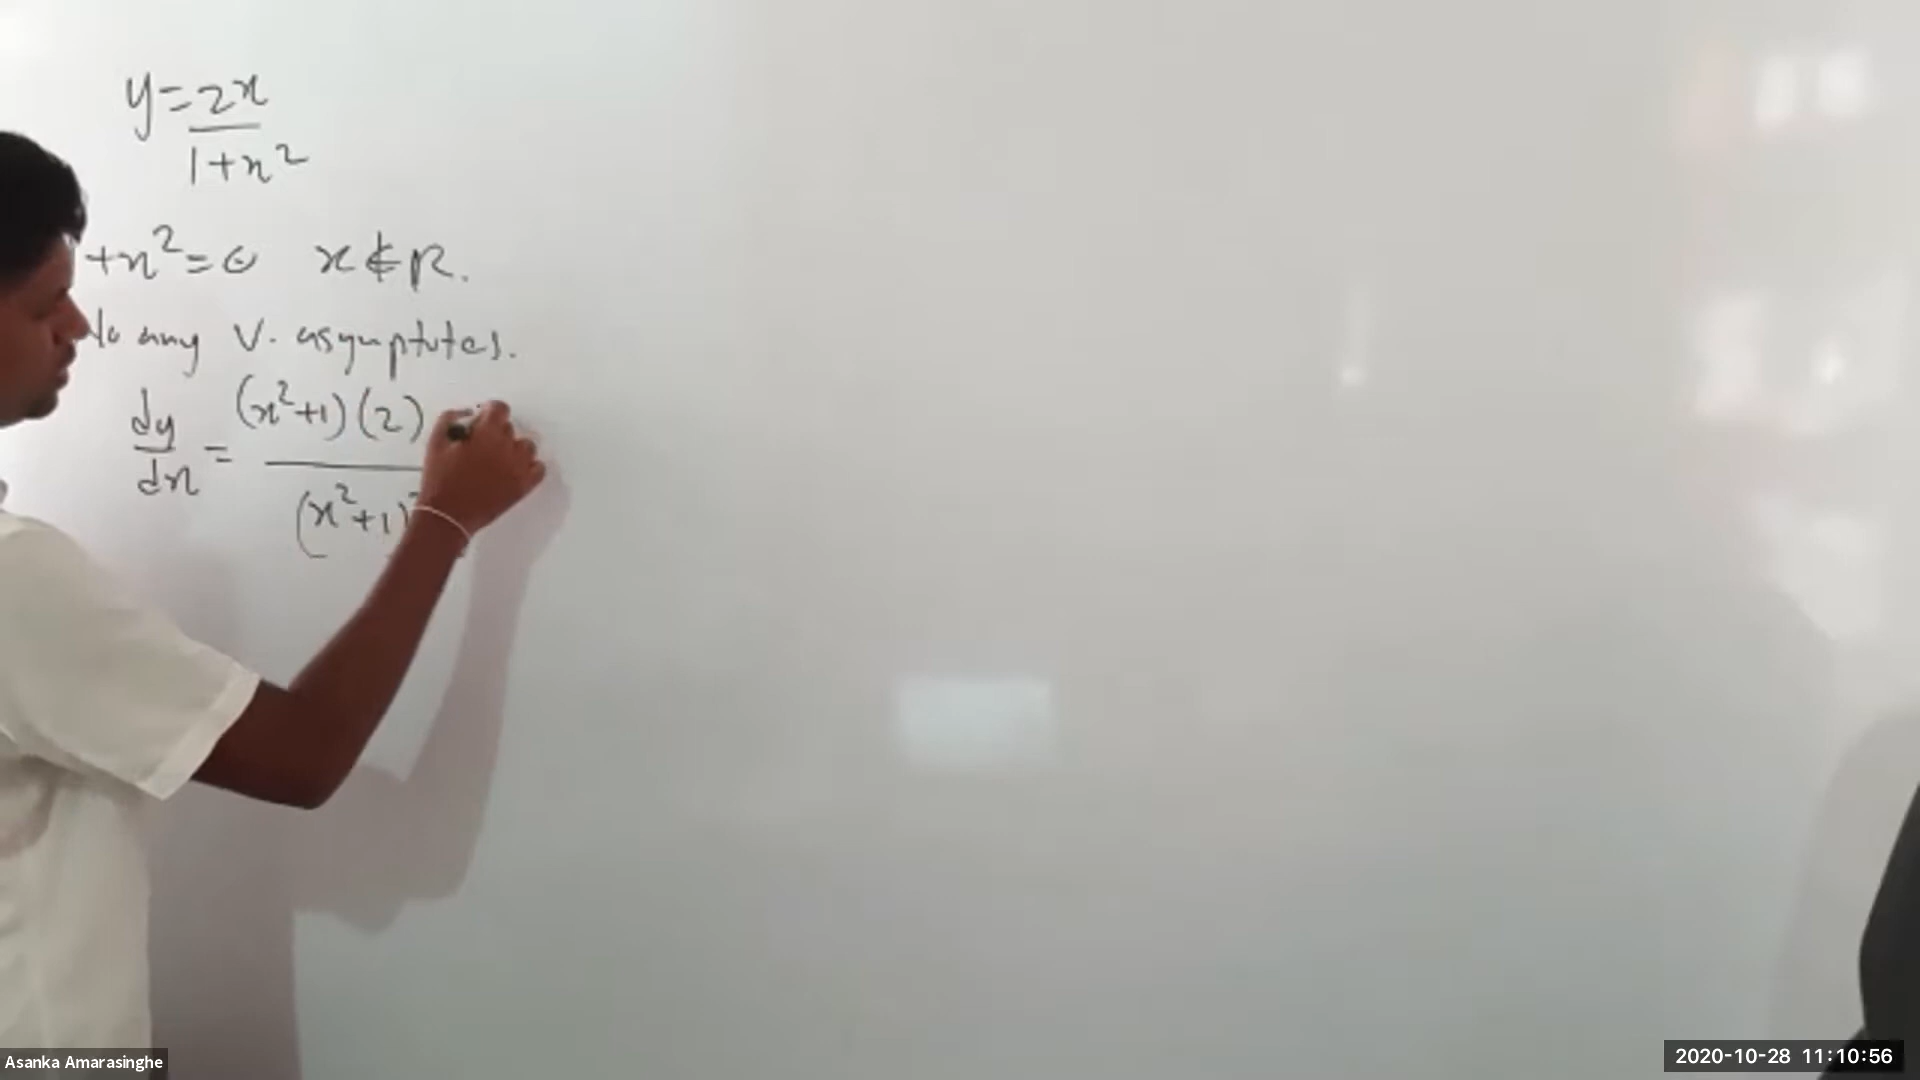 y = 2x
1+x²
+x² = 0 x ∉ R.
any V. asymptotes.
dy/dx = (x²+1)(2) -
(x²+1)²
Asanka Amarasinghe
2020-10-28 11:10:56